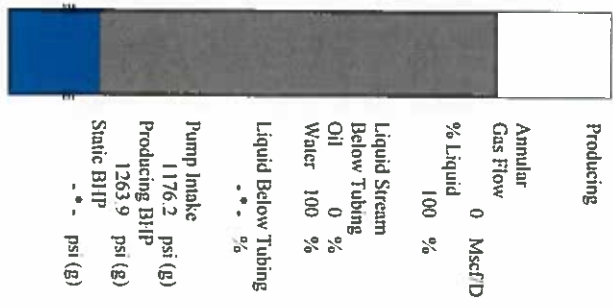 Producing
Annular
Gas Flow
0 Mscf/D
% Liquid
100 %
Liquid Stream
Below Tubing
Oil 0 %
Water 100 %
Liquid Below Tubing
- * - %
Pump Intake
1176.2 psi (g)
Producing BHP
1263.9 psi (g)
Static BHP
- * - psi (g)